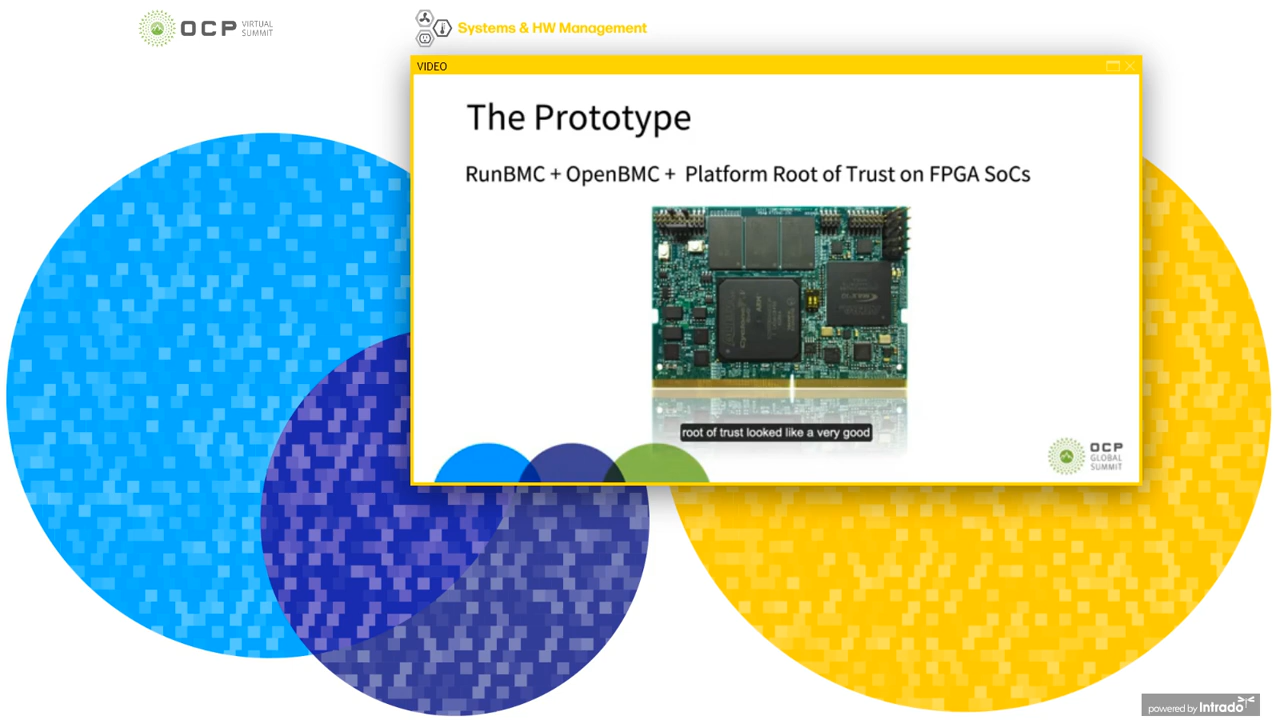 OCP VIRTUAL SUMMIT
Systems & HW Management
VIDEO
The Prototype
RunBMC + OpenBMC + Platform Root of Trust on FPGA SoCs
root of trust looked like a very good
OCP GLOBAL SUMMIT
powered by Intrado